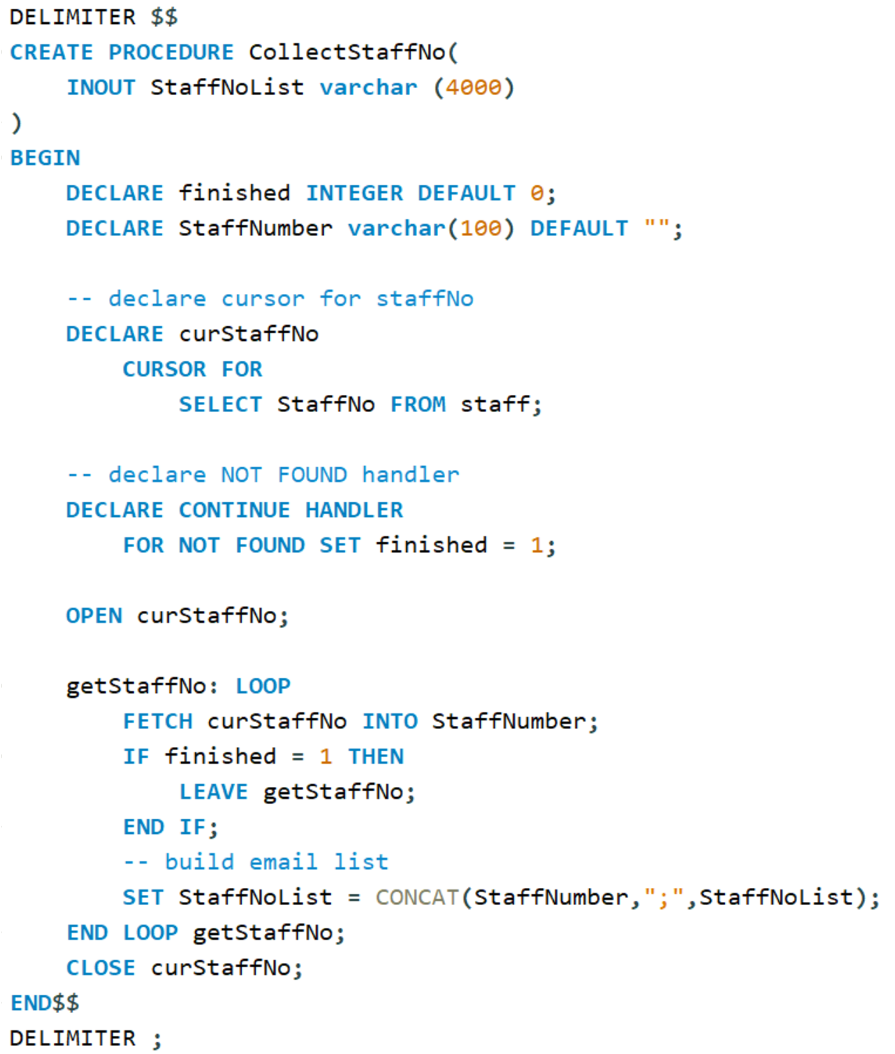 DELIMITER $$
CREATE PROCEDURE CollectStaffNo(
    INOUT StaffNoList varchar (4000)
)
BEGIN
    DECLARE finished INTEGER DEFAULT 0;
    DECLARE StaffNumber varchar(100) DEFAULT "";

    -- declare cursor for staffNo
    DECLARE curStaffNo
        CURSOR FOR
            SELECT StaffNo FROM staff;

    -- declare NOT FOUND handler
    DECLARE CONTINUE HANDLER
        FOR NOT FOUND SET finished = 1;

    OPEN curStaffNo;

    getStaffNo: LOOP
        FETCH curStaffNo INTO StaffNumber;
        IF finished = 1 THEN
            LEAVE getStaffNo;
        END IF;
        -- build email list
        SET StaffNoList = CONCAT(StaffNumber,";",StaffNoList);
    END LOOP getStaffNo;
    CLOSE curStaffNo;
END$$
DELIMITER ;